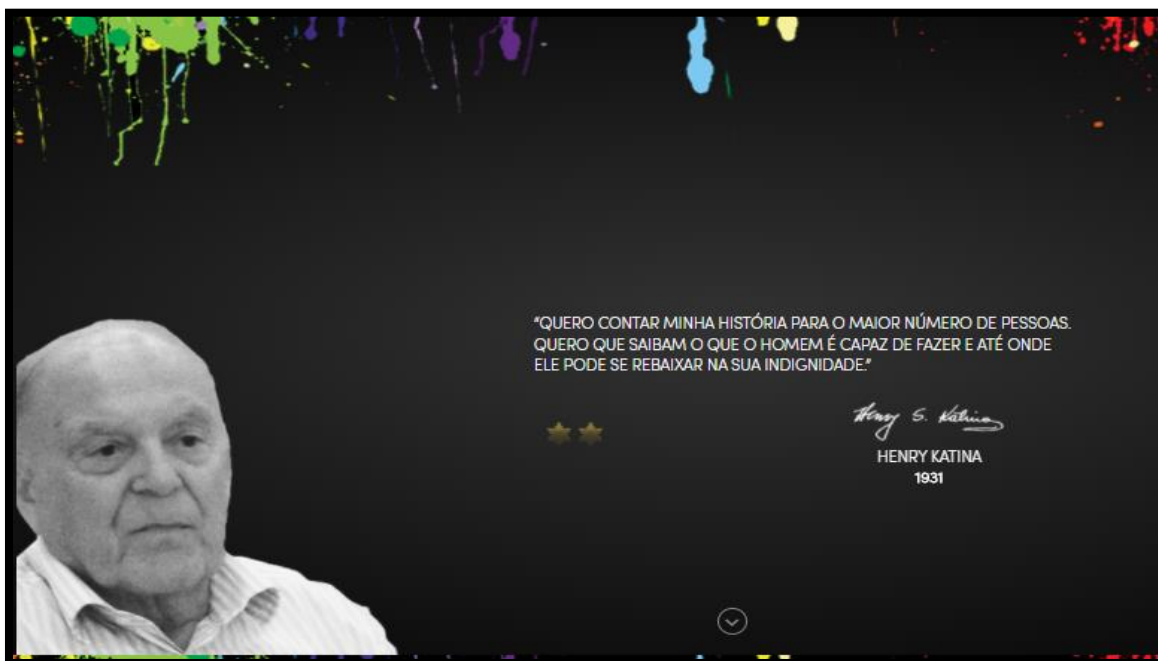 “QUERO CONTAR MINHA HISTÓRIA PARA O MAIOR NÚMERO DE PESSOAS.
QUERO QUE SAIBAM O QUE O HOMEM É CAPAZ DE FAZER E ATÉ ONDE
ELE PODE SE REBAIXAR NA SUA INDIGNIDADE.”
Henry S. Katina
HENRY KATINA
1931